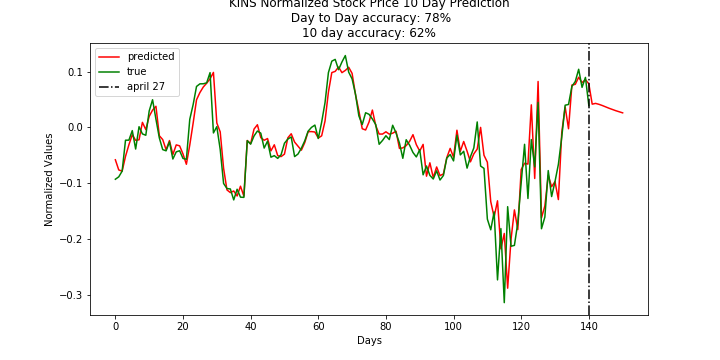 KINS Normalized Stock Price 10 Day Prediction
Day to Day accuracy: 78%
10 day accuracy: 62%
predicted
true
april 27
0.1
0.0
−0.1
−0.2
−0.3
Normalized Values
0 20 40 60 80 100 120 140
Days